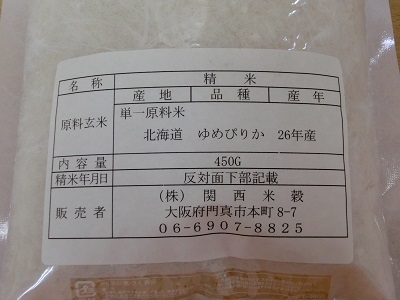 名称 精米
原料玄米 産地 品種 産年
単一原料米
北海道 ゆめぴりか 26年産
内容量 450G
精米年月日 反対面下部記載
販売者 (株) 関西米穀
大阪府門真市本町8-7
06-6907-8825